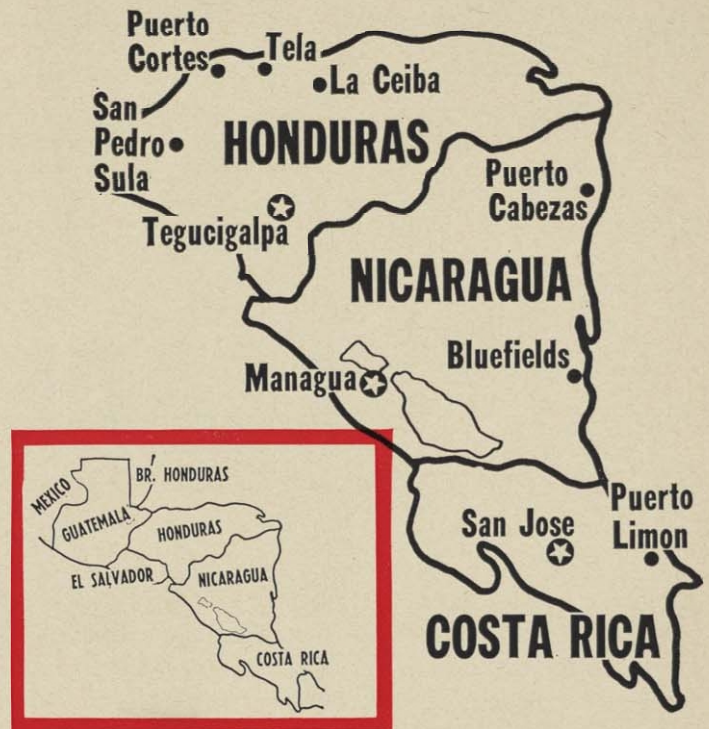 Puerto
Cortes
Tela
La Ceiba
San
Pedro
Sula
HONDURAS
Tegucigalpa
Puerto
Cabezas
NICARAGUA
Managua
Bluefields
San Jose
Puerto
Limon
COSTA RICA
MEXICO
BR. HONDURAS
GUATEMALA
HONDURAS
EL SALVADOR
NICARAGUA
COSTA RICA